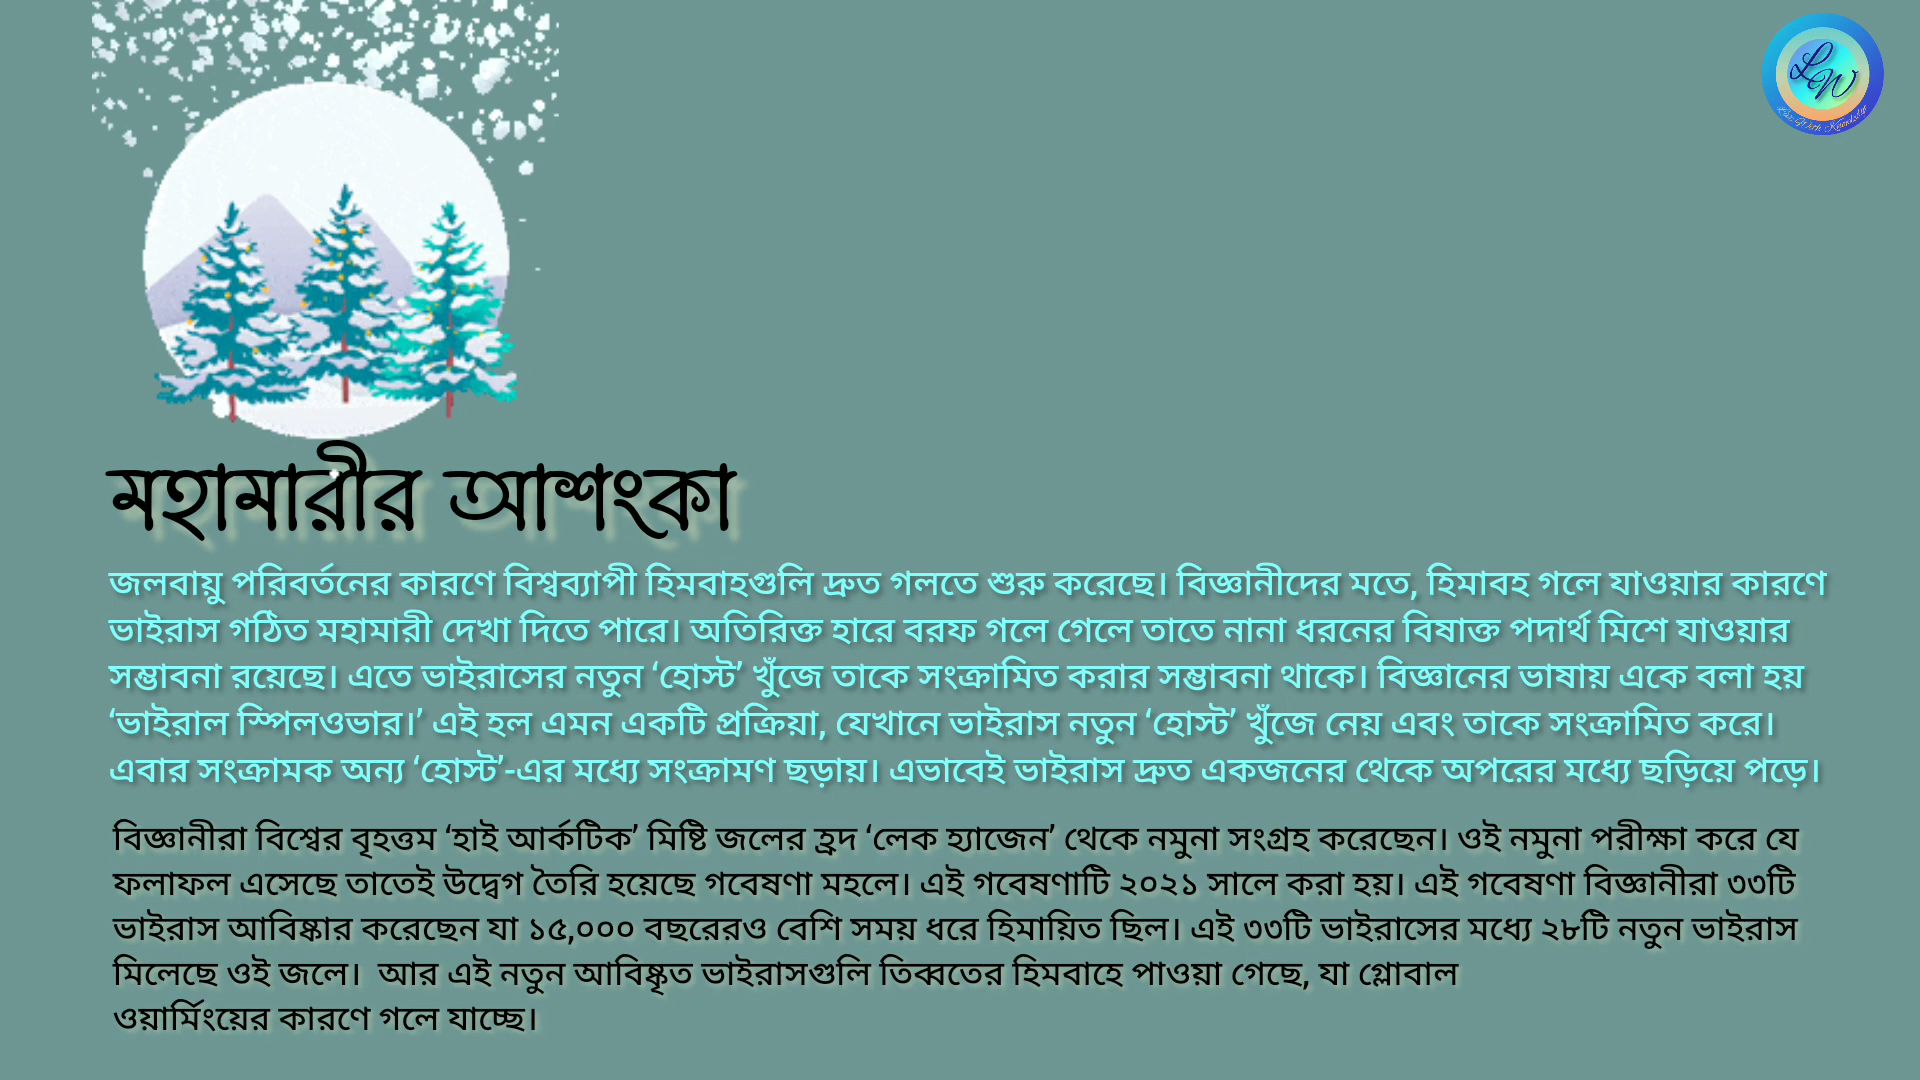 LW
Live With Knowledge
মহামারীর আশংকা
জলবায়ু পরিবর্তনের কারণে বিশ্বব্যাপী হিমবাহগুলি দ্রুত গলতে শুরু করেছে। বিজ্ঞানীদের মতে, হিমাবহ গলে যাওয়ার কারণে
ভাইরাস গঠিত মহামারী দেখা দিতে পারে। অতিরিক্ত হারে বরফ গলে গেলে তাতে নানা ধরনের বিষাক্ত পদার্থ মিশে যাওয়ার
সম্ভাবনা রয়েছে। এতে ভাইরাসের নতুন ‘হোস্ট’ খুঁজে তাকে সংক্রামিত করার সম্ভাবনা থাকে। বিজ্ঞানের ভাষায় একে বলা হয়
‘ভাইরাল স্পিলওভার।’ এই হল এমন একটি প্রক্রিয়া, যেখানে ভাইরাস নতুন ‘হোস্ট’ খুঁজে নেয় এবং তাকে সংক্রামিত করে।
এবার সংক্রামক অন্য ‘হোস্ট’-এর মধ্যে সংক্রামণ ছড়ায়। এভাবেই ভাইরাস দ্রুত একজনের থেকে অপরের মধ্যে ছড়িয়ে পড়ে।
বিজ্ঞানীরা বিশ্বের বৃহত্তম ‘হাই আর্কটিক’ মিষ্টি জলের হ্রদ ‘লেক হ্যাজেন’ থেকে নমুনা সংগ্রহ করেছেন। ওই নমুনা পরীক্ষা করে যে
ফলাফল এসেছে তাতেই উদ্বেগ তৈরি হয়েছে গবেষণা মহলে। এই গবেষণাটি ২০২১ সালে করা হয়। এই গবেষণা বিজ্ঞানীরা ৩৩টি
ভাইরাস আবিষ্কার করেছেন যা ১৫,০০০ বছরেরও বেশি সময় ধরে হিমায়িত ছিল। এই ৩৩টি ভাইরাসের মধ্যে ২৮টি নতুন ভাইরাস
মিলেছে ওই জলে।  আর এই নতুন আবিষ্কৃত ভাইরাসগুলি তিব্বতের হিমবাহে পাওয়া গেছে, যা গ্লোবাল
ওয়ার্মিংয়ের কারণে গলে যাচ্ছে।